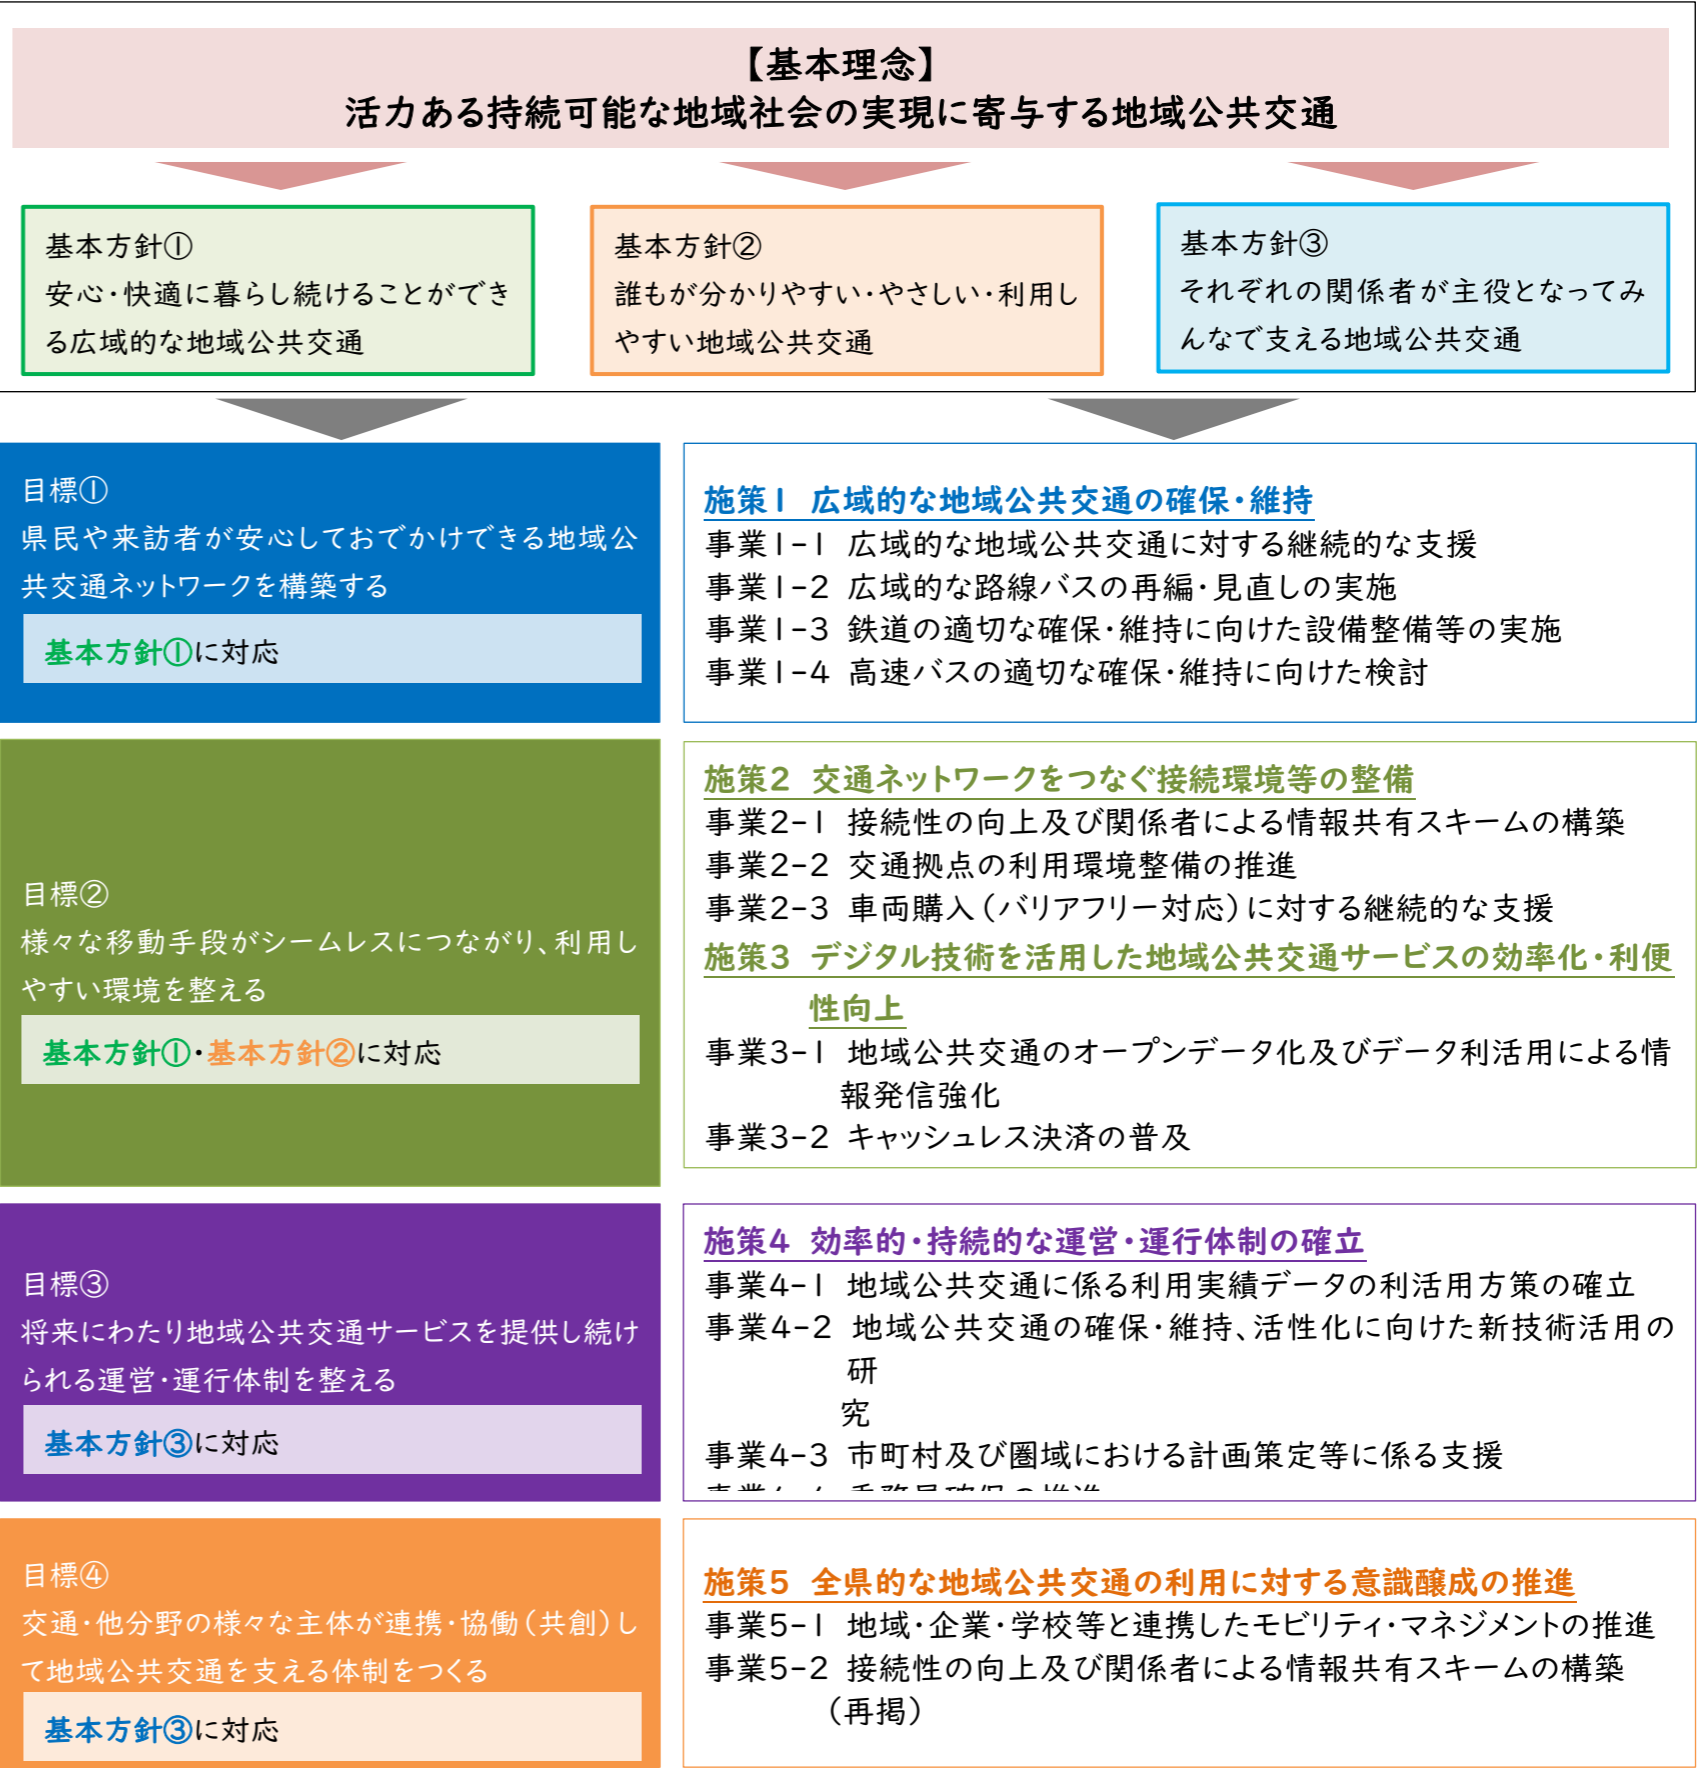 【基本理念】
活力ある持続可能な地域社会の実現に寄与する地域公共交通
基本方針①
安心・快適に暮らし続けることができ
る広域的な地域公共交通
基本方針②
誰もが分かりやすい・やさしい・利用し
やすい地域公共交通
基本方針③
それぞれの関係者が主役となってみ
んなで支える地域公共交通
目標①
県民や来訪者が安心しておでかけできる地域公
共交通ネットワークを構築する
基本方針①に対応
施策1 広域的な地域公共交通の確保・維持
事業1-1 広域的な地域公共交通に対する継続的な支援
事業1-2 広域的な路線バスの再編・見直しの実施
事業1-3 鉄道の適切な確保・維持に向けた設備整備等の実施
事業1-4 高速バスの適切な確保・維持に向けた検討
目標②
様々な移動手段がシームレスにつながり、利用し
やすい環境を整える
基本方針①・基本方針②に対応
施策2 交通ネットワークをつなぐ接続環境等の整備
事業2-1 接続性の向上及び関係者による情報共有スキームの構築
事業2-2 交通拠点の利用環境整備の推進
事業2-3 車両購入（バリアフリー対応）に対する継続的な支援
施策3 デジタル技術を活用した地域公共交通サービスの効率化・利便
性向上
事業3-1 地域公共交通のオープンデータ化及びデータ利活用による情
報発信強化
事業3-2 キャッシュレス決済の普及
目標③
将来にわたり地域公共交通サービスを提供し続け
られる運営・運行体制を整える
基本方針③に対応
施策4 効率的・持続的な運営・運行体制の確立
事業4-1 地域公共交通に係る利用実績データの利活用方策の確立
事業4-2 地域公共交通の確保・維持、活性化に向けた新技術活用の
研
究
事業4-3 市町村及び圏域における計画策定等に係る支援
事業4-4 乗務員確保の推進
目標④
交通・他分野の様々な主体が連携・協働（共創）し
て地域公共交通を支える体制をつくる
基本方針③に対応
施策5 全県的な地域公共交通の利用に対する意識醸成の推進
事業5-1 地域・企業・学校等と連携したモビリティ・マネジメントの推進
事業5-2 接続性の向上及び関係者による情報共有スキームの構築
（再掲）